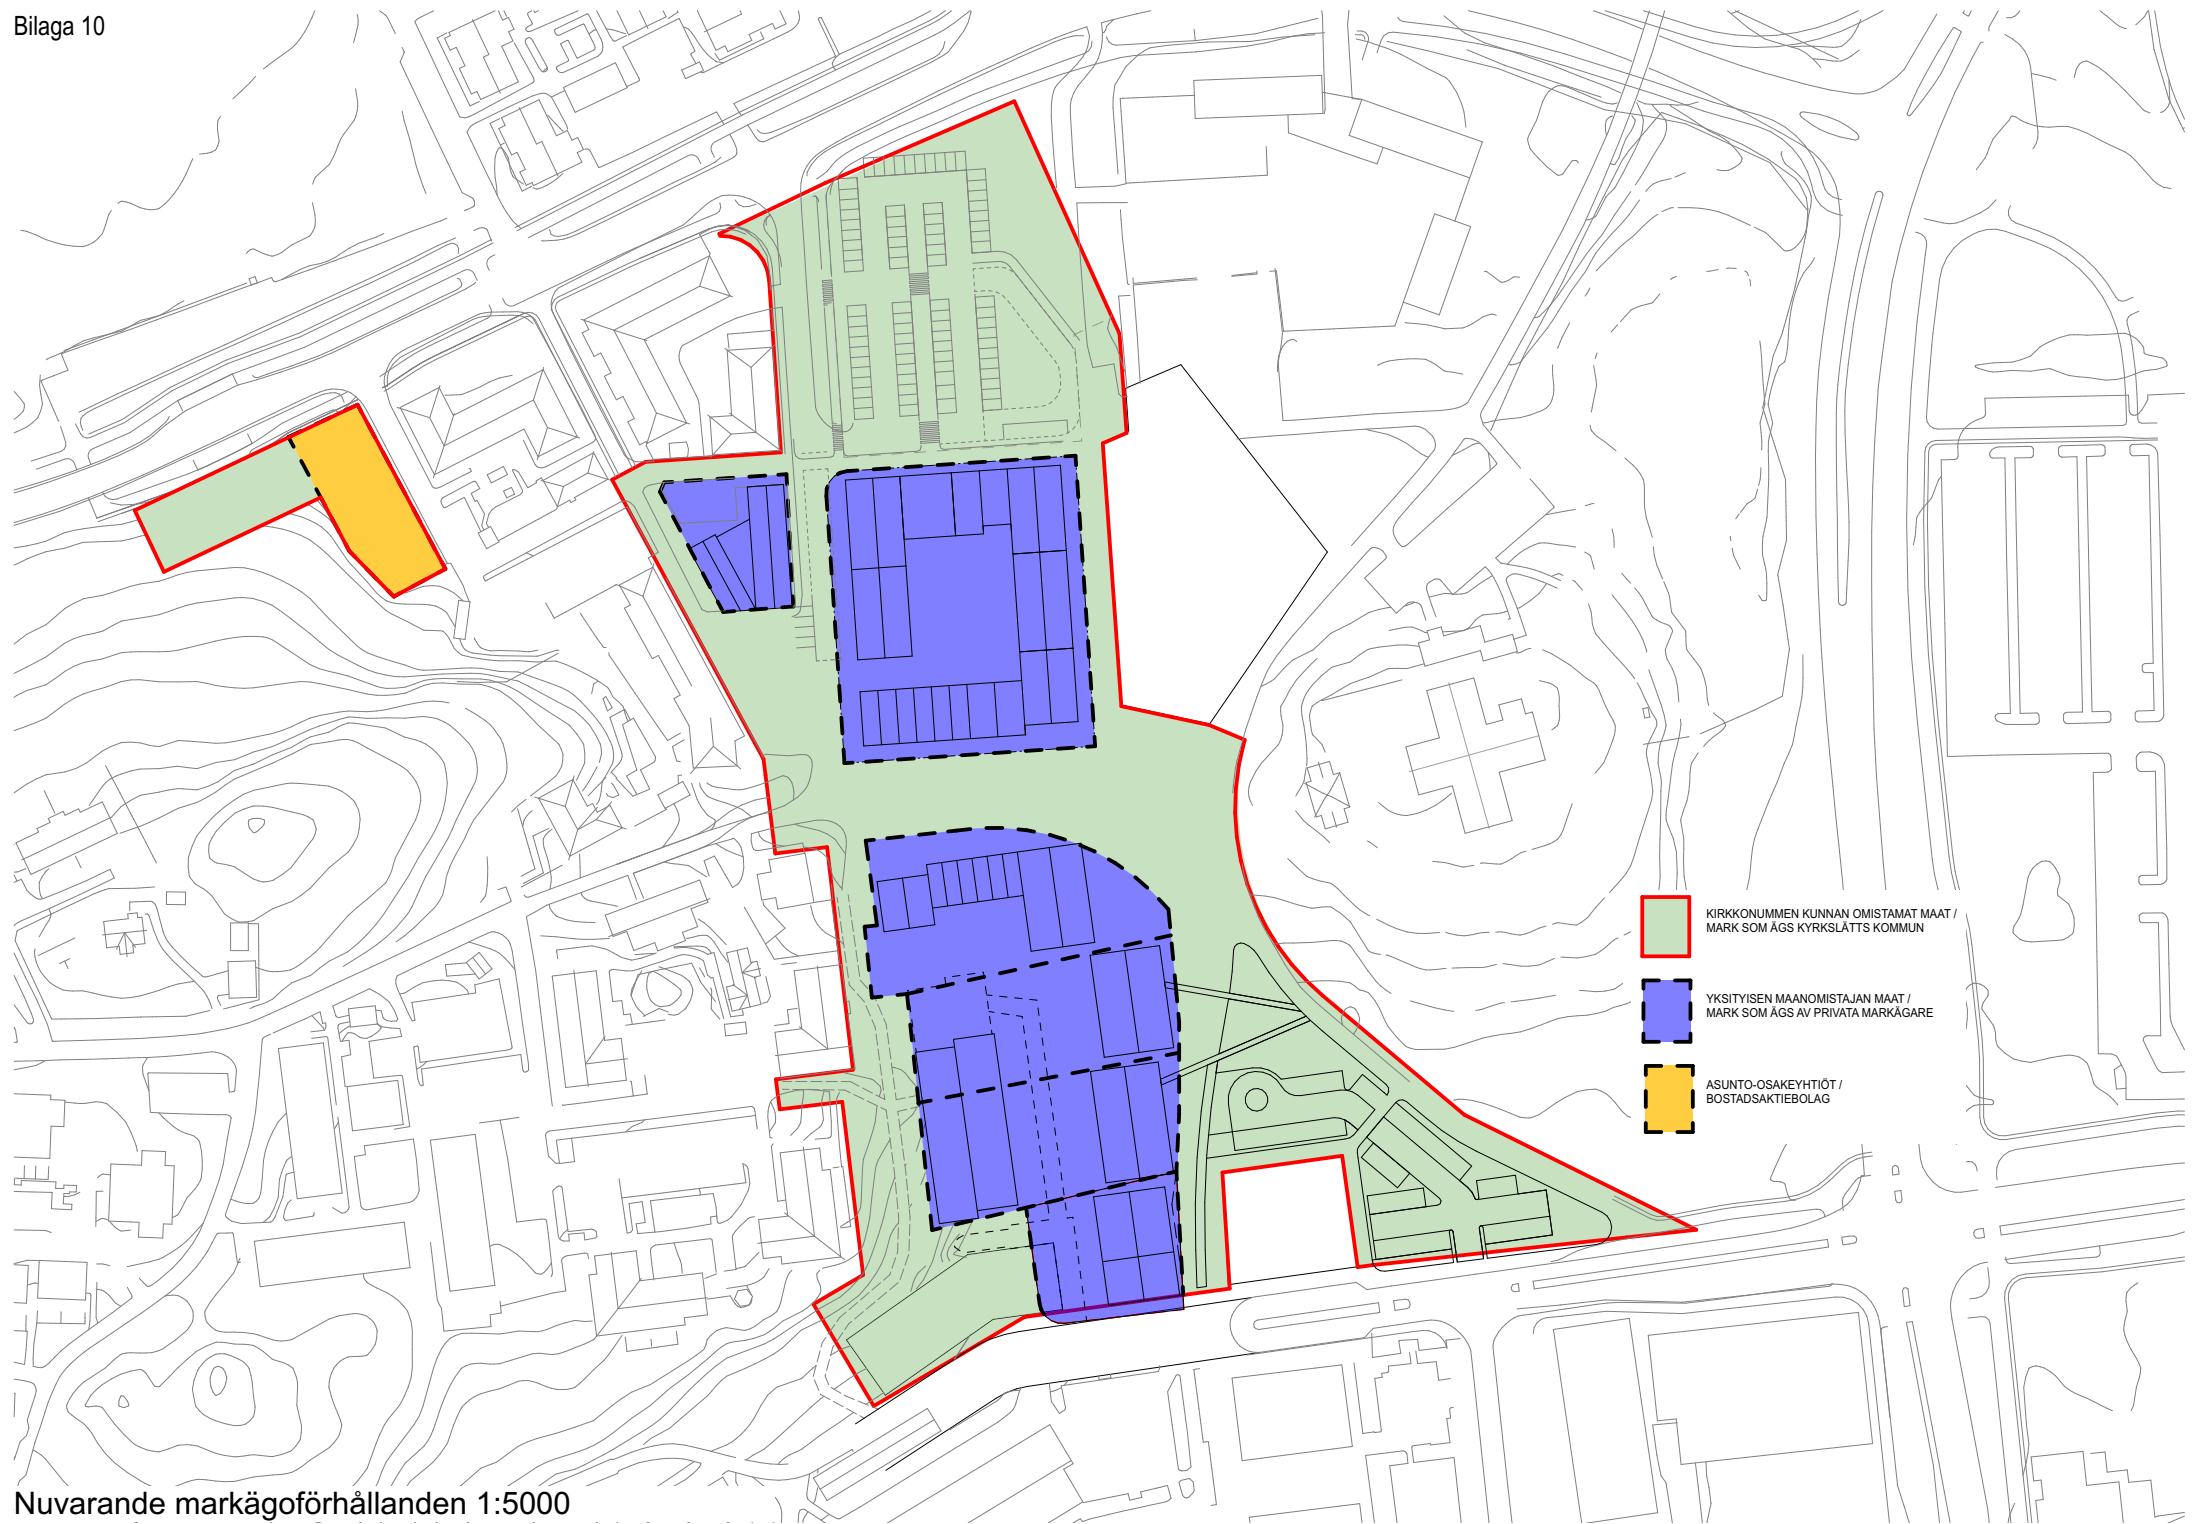 Bilaga 10
KIRKKONUMMEN KUNNAN OMISTAMAT MAAT /
MARK SOM ÄGS KYRKSLÄTTS KOMMUN
YKSITYISEN MAANOMISTAJAN MAAT /
MARK SOM ÄGS AV PRIVATA MARKÄGARE
ASUNTO-OSAKEYHTIÖT /
BOSTADSAKTIEBOLAG
Nuvarande markägoförhållanden 1:5000